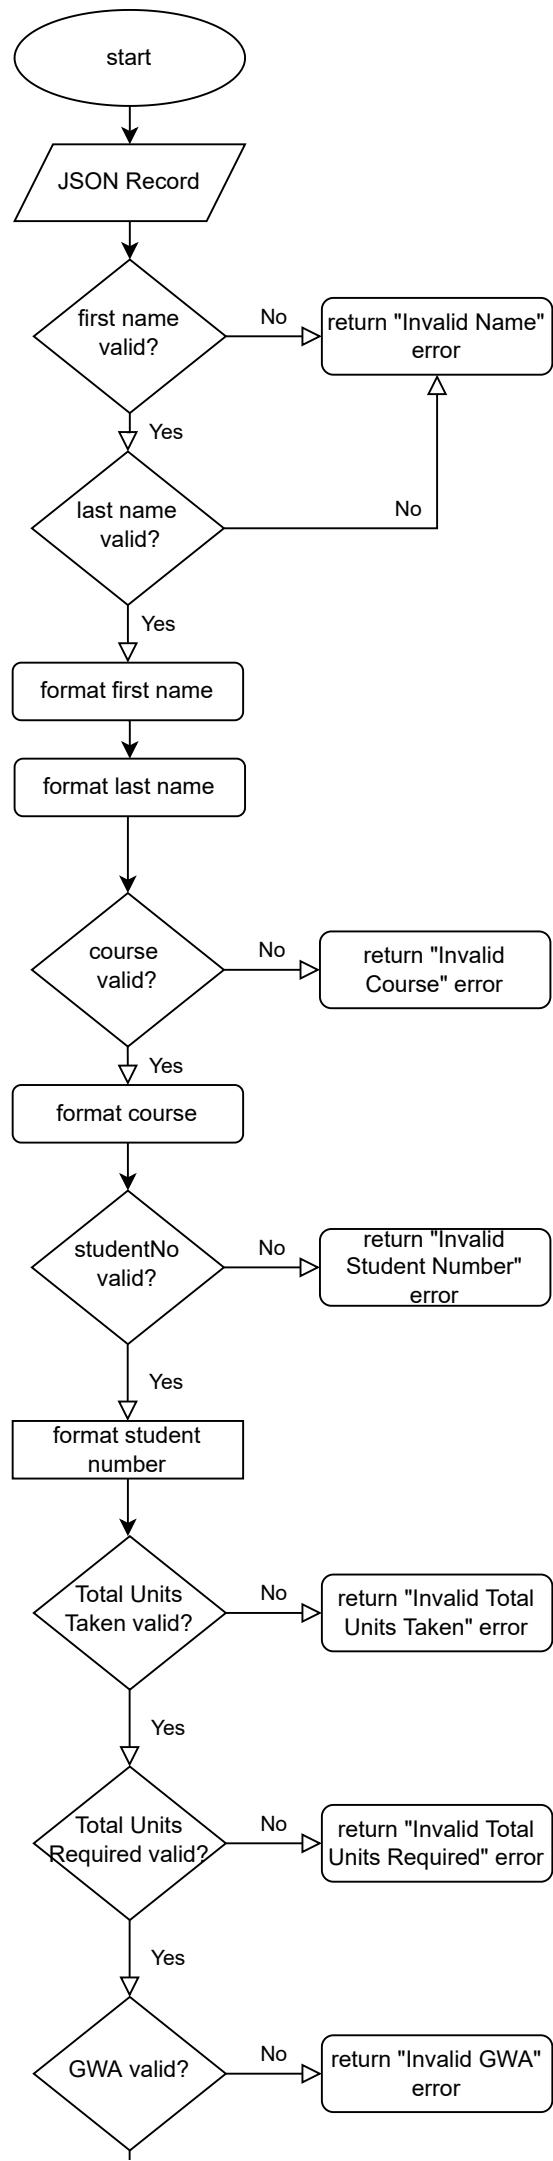 start
JSON Record
first name
valid?
No
return "Invalid Name"
error
Yes
last name
valid?
No
Yes
format first name
format last name
course
valid?
No
return "Invalid
Course" error
Yes
format course
studentNo
valid?
No
return "Invalid
Student Number"
error
Yes
format student
number
Total Units
Taken valid?
No
return "Invalid Total
Units Taken" error
Yes
Total Units
Required valid?
No
return "Invalid Total
Units Required" error
Yes
GWA valid?
No
return "Invalid GWA"
error